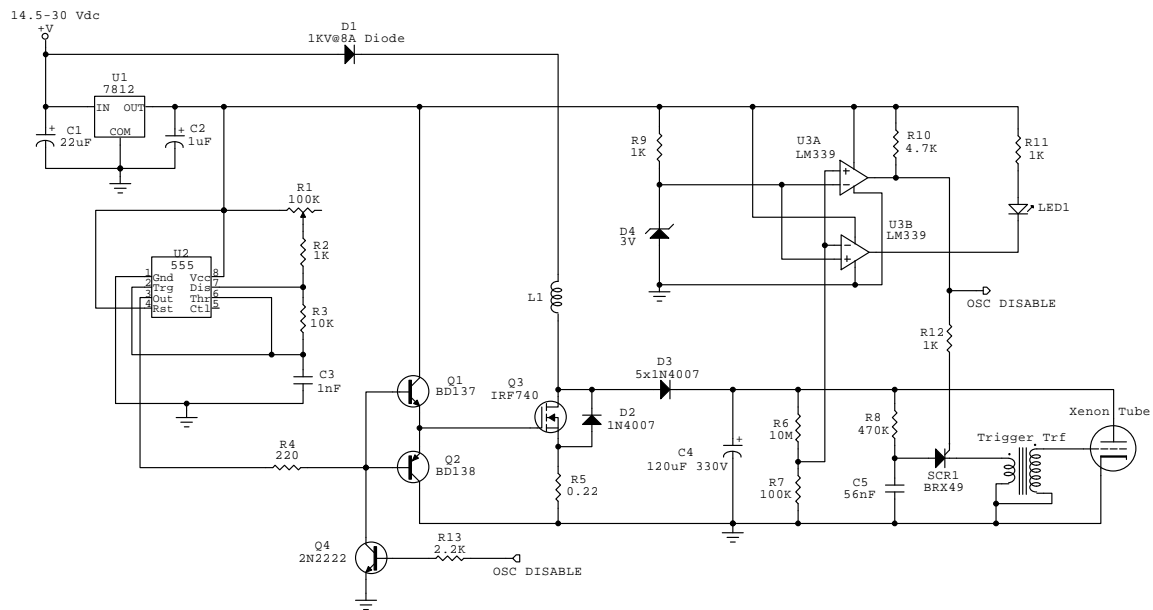 14.5-30 Vdc
+V
D1
1KV@8A Diode
U1
7812
IN OUT
COM
+
C1
22uF
+
C2
1uF
R1
100K
R2
1K
U2
555
1 Gnd Vcc 8
2 Trg Dis 7
3 Out Thr 6
4 Rst Ctl 5
R3
10K
C3
1nF
L1
R9
1K
D4
3V
U3A
LM339
+
-
R10
4.7K
R11
1K
LED1
U3B
LM339
-
+
OSC DISABLE
R12
1K
Q1
BD137
Q2
BD138
Q3
IRF740
D3
5x1N4007
D2
1N4007
R4
220
R5
0.22
+
C4
120uF 330V
R6
10M
R7
100K
R8
470K
C5
56nF
SCR1
BRX49
Trigger Trf
Xenon Tube
Q4
2N2222
R13
2.2K
OSC DISABLE